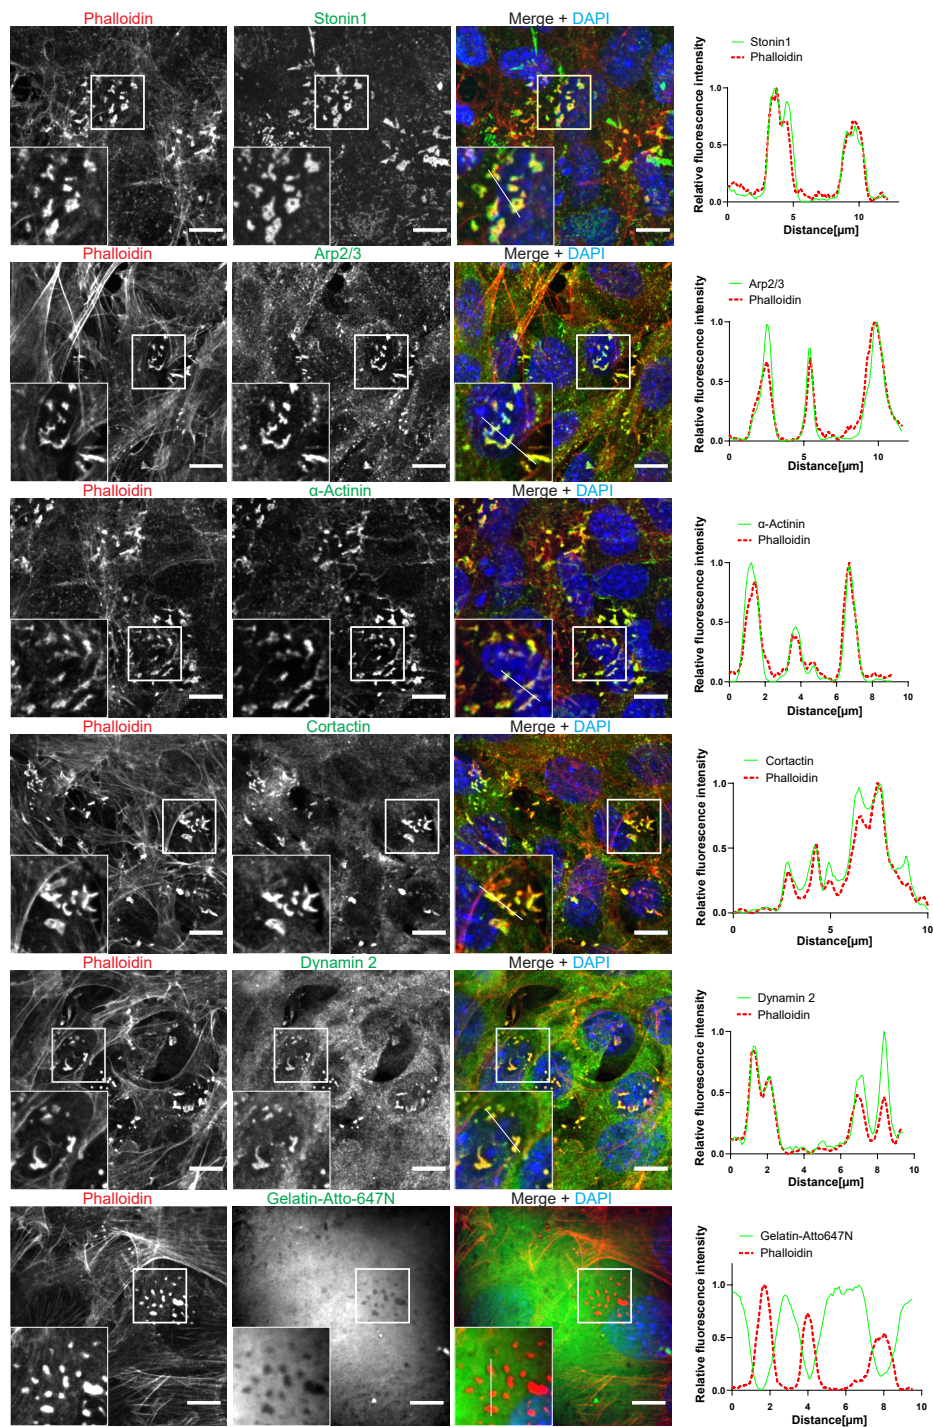 Phalloidin Stonin1 Merge + DAPI
Stonin1
Phalloidin
Relative fluorescence intensity
1.0
0.5
0.0
0 5 10
Distance[µm]
Phalloidin Arp2/3 Merge + DAPI
Arp2/3
Phalloidin
Relative fluorescence intensity
1.0
0.5
0.0
0 5 10
Distance[µm]
Phalloidin α-Actinin Merge + DAPI
α-Actinin
Phalloidin
Relative fluorescence intensity
1.0
0.5
0.0
0 2 4 6 8 10
Distance[µm]
Phalloidin Cortactin Merge + DAPI
Cortactin
Phalloidin
Relative fluorescence intensity
1.0
0.5
0.0
0 5 10
Distance[µm]
Phalloidin Dynamin 2 Merge + DAPI
Dynamin 2
Phalloidin
Relative fluorescence intensity
1.0
0.5
0.0
0 2 4 6 8 10
Distance[µm]
Phalloidin Gelatin-Atto-647N Merge + DAPI
Gelatin-Atto647N
Phalloidin
Relative fluorescence intensity
1.0
0.5
0.0
0 2 4 6 8 10
Distance[µm]